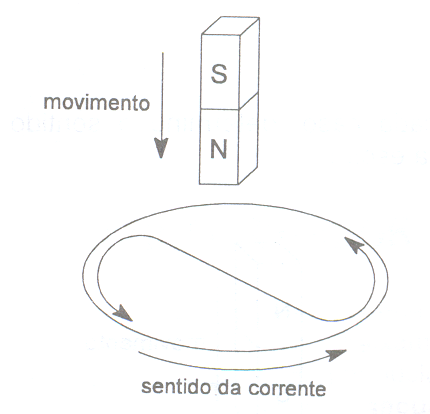 S
movimento
N
sentido da corrente